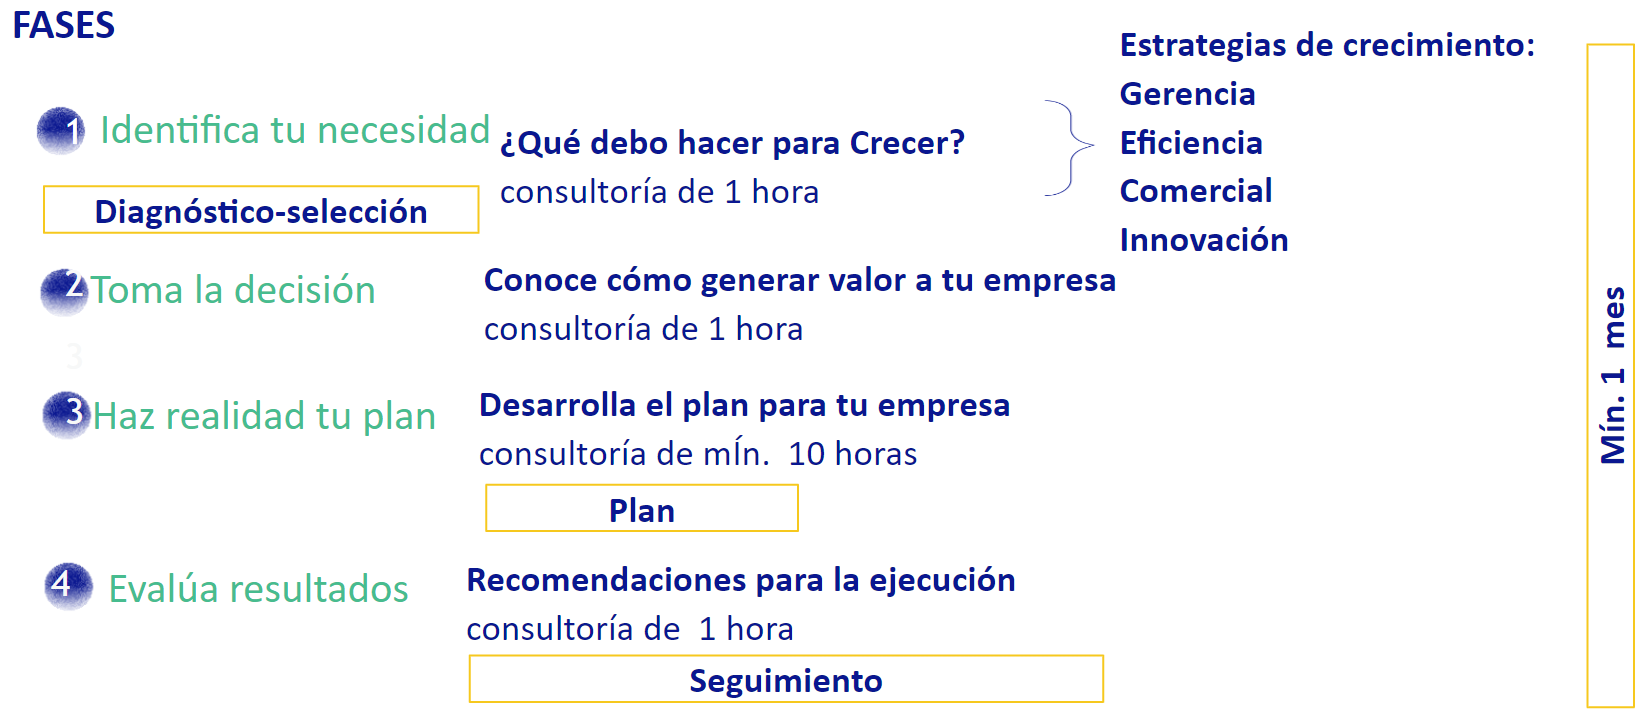 FASES
1 Identifica tu necesidad
Diagnóstico-selección
¿Qué debo hacer para Crecer?
consultoría de 1 hora
Estrategias de crecimiento:
Gerencia
Eficiencia
Comercial
Innovación
2 Toma la decisión
Conoce cómo generar valor a tu empresa
consultoría de 1 hora
3
3 Haz realidad tu plan
Desarrolla el plan para tu empresa
consultoría de mÍn. 10 horas
Plan
4 Evalúa resultados
Recomendaciones para la ejecución
consultoría de 1 hora
Seguimiento
Mín. 1 mes